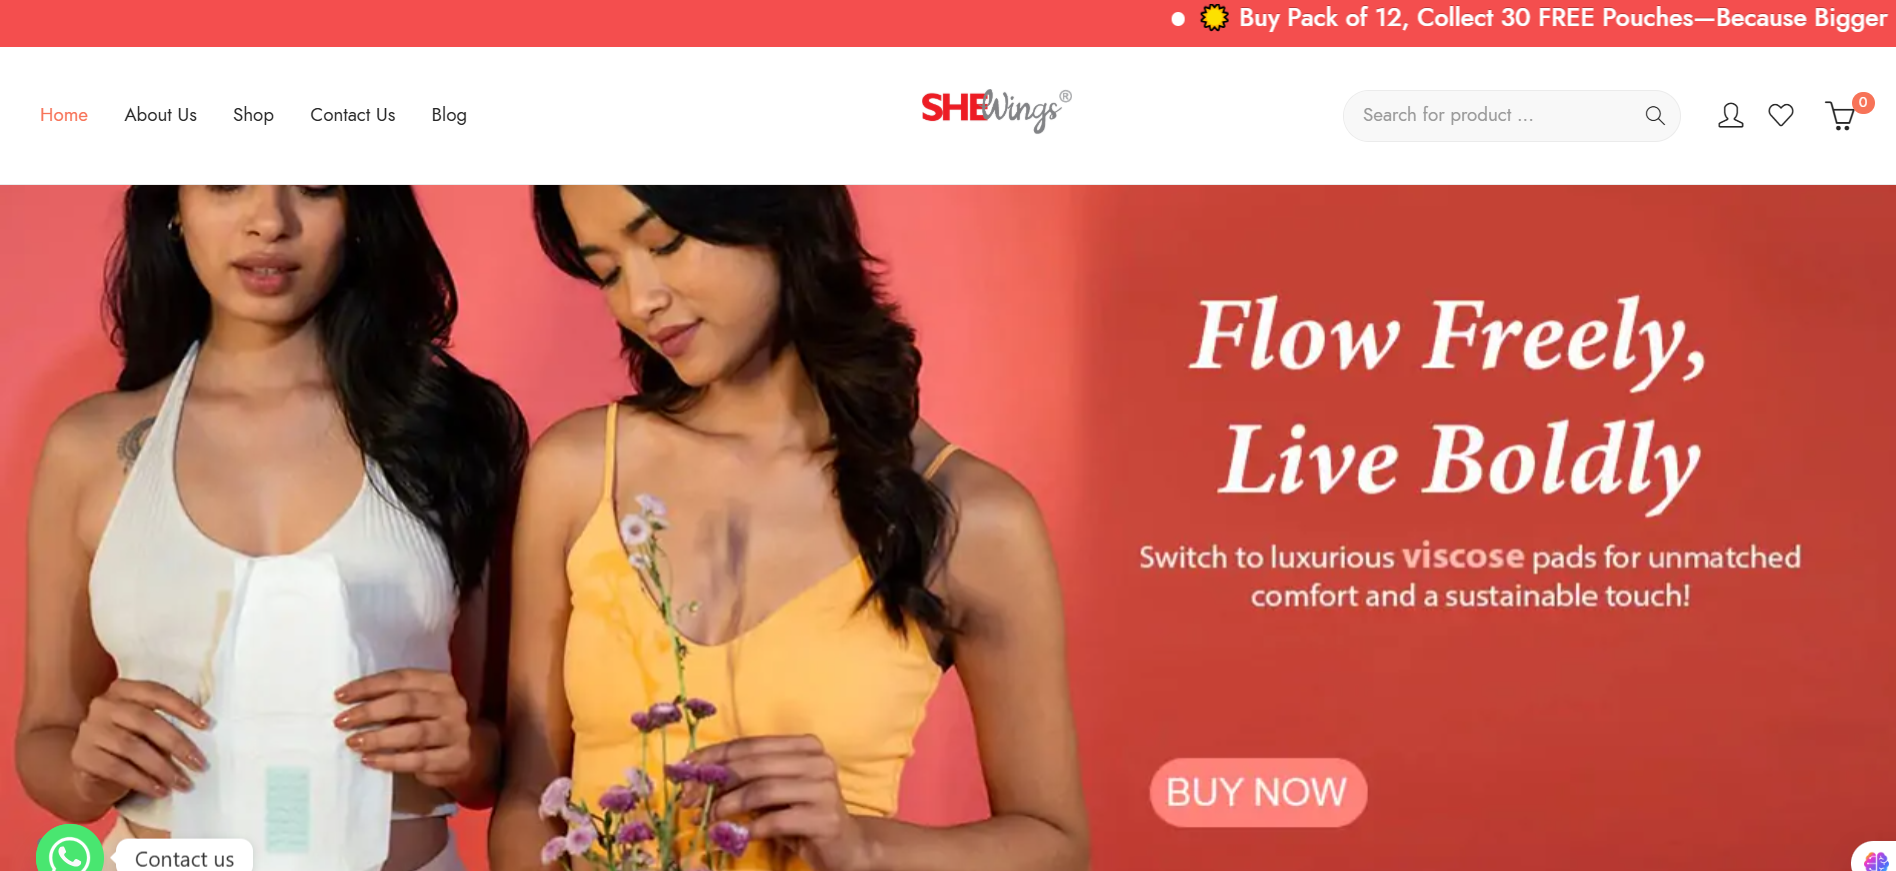 Buy Pack of 12, Collect 30 FREE Pouches—Because Bigger
Home About Us Shop Contact Us Blog
SHEWings®
Search for product ...
0
Flow Freely,
Live Boldly
Switch to luxurious viscose pads for unmatched
comfort and a sustainable touch!
BUY NOW
Contact us